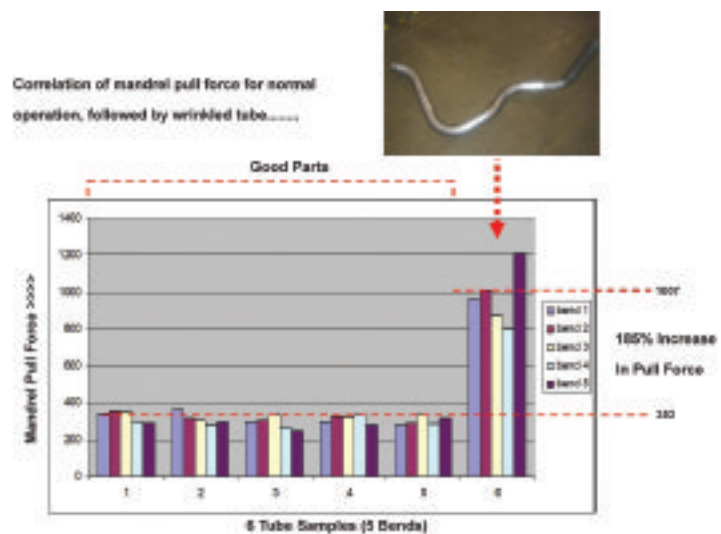 Correlation of mandrel pull force for normal
operation, followed by wrinkled tube.......,
Good Parts
1400
1200
1000
800
600
400
200
0
Mandrel Pull Force >>>>
1 2 3 4 5 6
6 Tube Samples (5 Bends)
bend 1
bend 2
bend 3
bend 4
bend 5
1007
185% Increase
In Pull Force